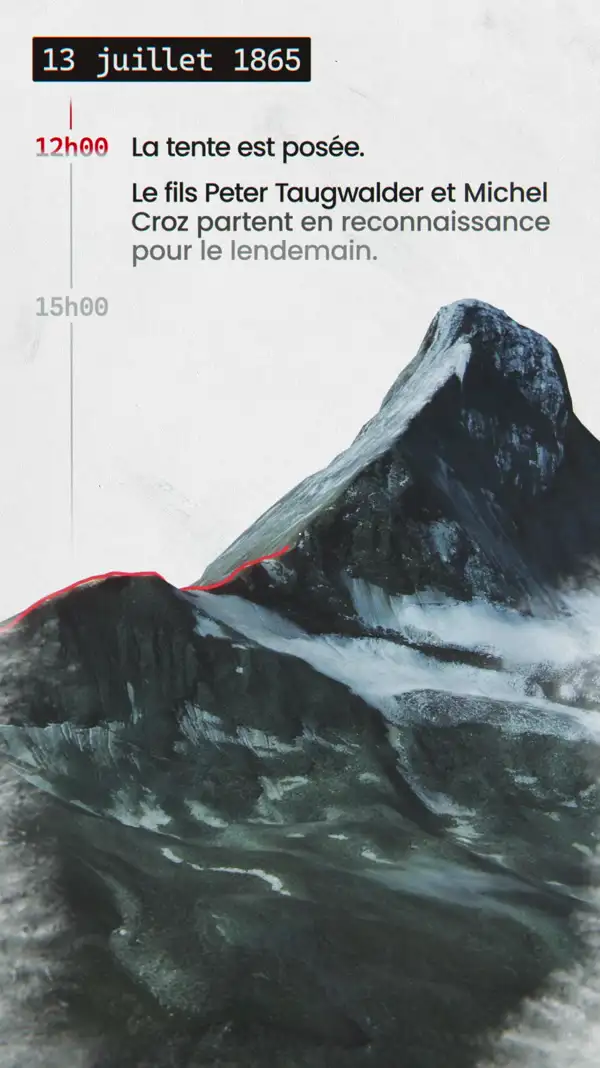 13 juillet 1865
12h00
La tente est posée.
Le fils Peter Taugwalder et Michel
Croz partent en reconnaissance
pour le lendemain.
15h00